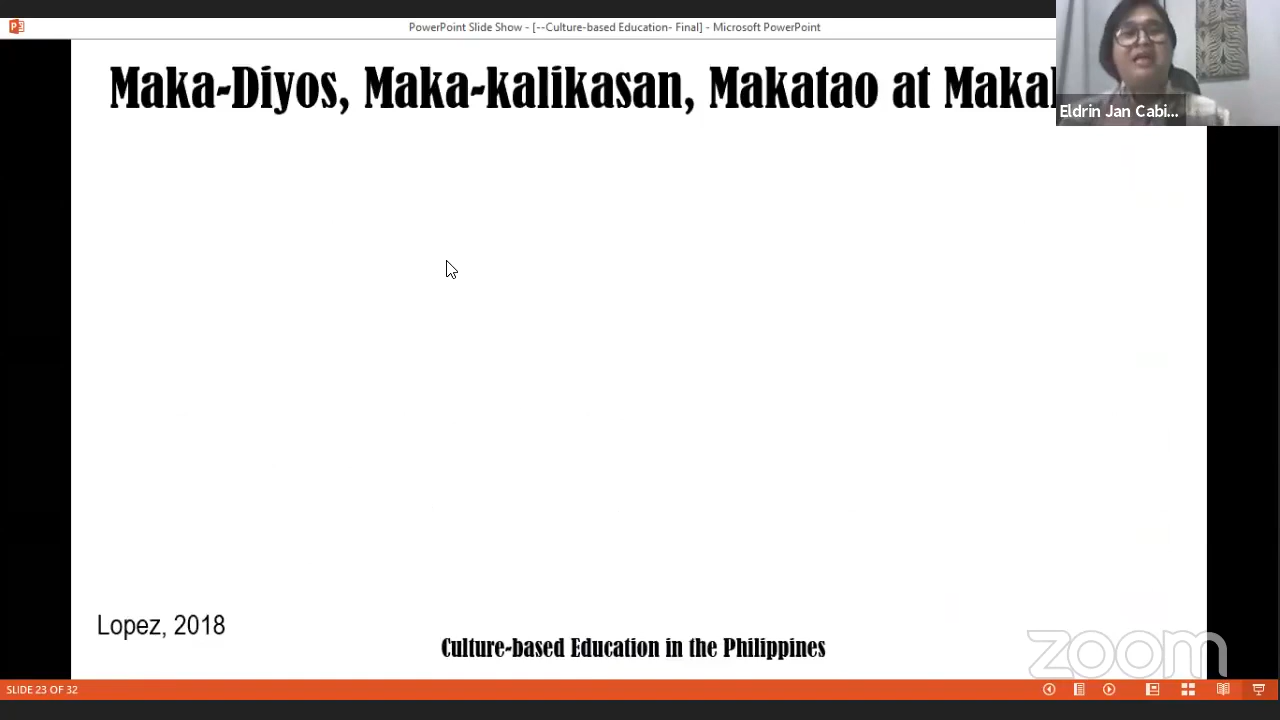 PowerPoint Slide Show - [--Culture-based Education- Final] - Microsoft PowerPoint
Maka-Diyos, Maka-kalikasan, Makatao at
Eldrin Jan Cabi...
Lopez, 2018
Culture-based Education in the Philippines
zoom
SLIDE 23 OF 32